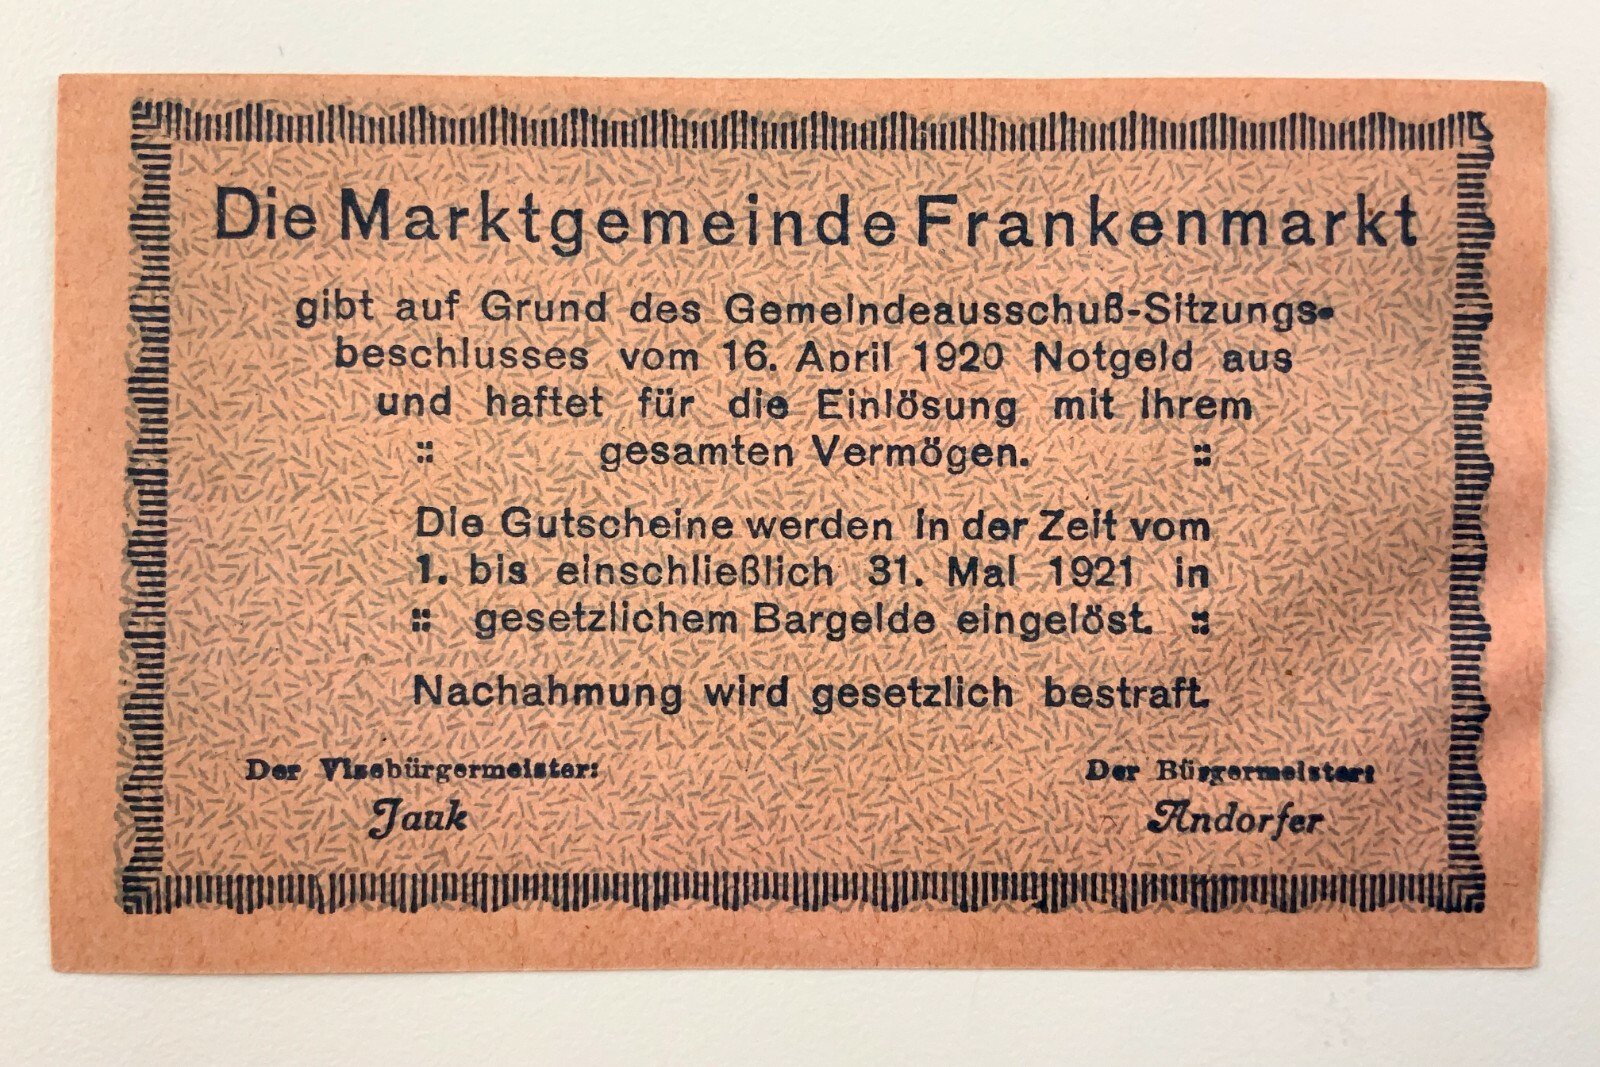 Die Marktgemeinde Frankenmarkt
gibt auf Grund des Gemeindeausschuß-Sitzungs-
beschlusses vom 16. April 1920 Notgeld aus
und haftet für die Einlösung mit ihrem
:: gesamten Vermögen. ::
Die Gutscheine werden in der Zeit vom
1. bis einschließlich 31. Mai 1921 in
:: gesetzlichem Bargelde eingelöst. ::
Nachahmung wird gesetzlich bestraft.
Der Vizebürgermeister: Der Bürgermeister:
Jauk Andorfer